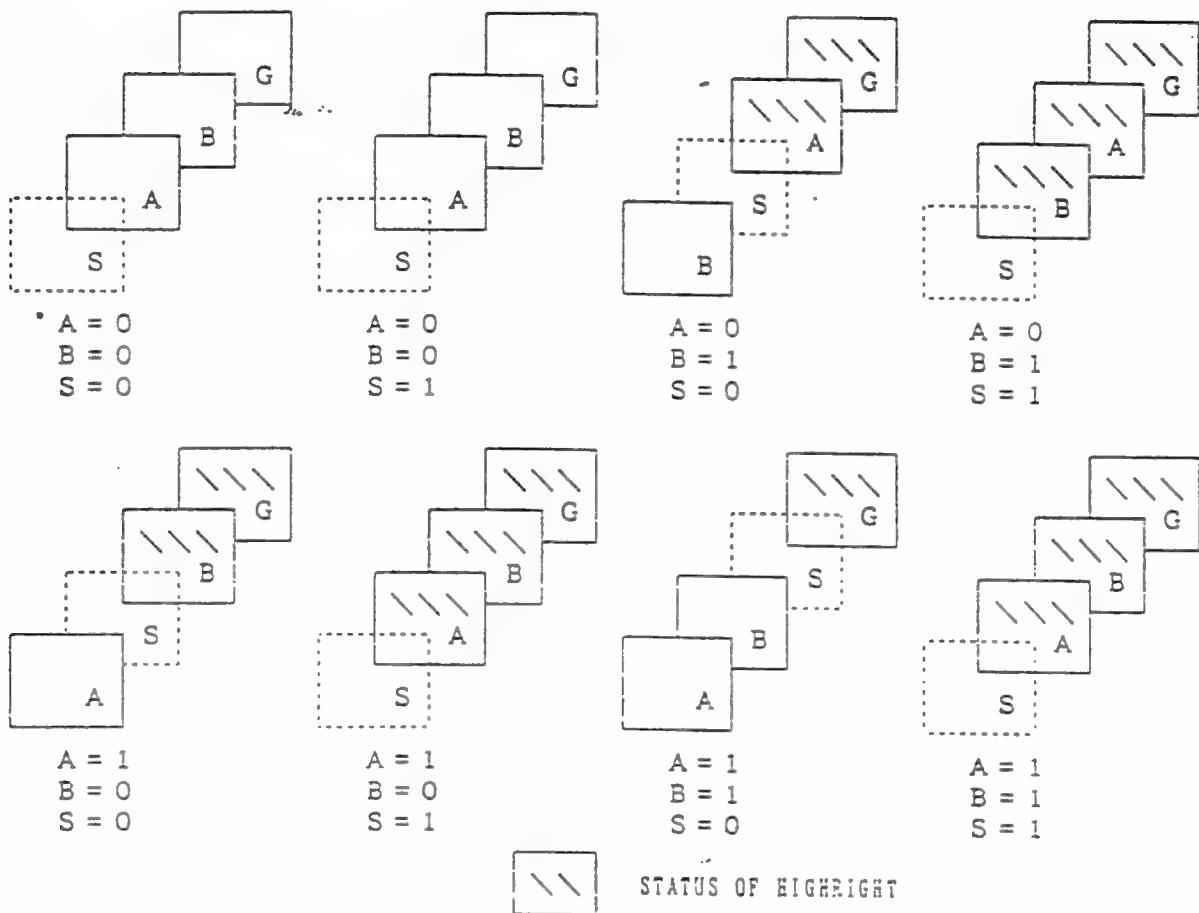 G
B
A
S
A = 0
B = 0
S = 0
G
B
A
S
A = 0
B = 0
S = 1
G
A
S
B
A = 0
B = 1
S = 0
G
A
B
S
A = 0
B = 1
S = 1
G
B
S
A
A = 1
B = 0
S = 0
G
B
A
S
A = 1
B = 0
S = 1
G
S
B
A
A = 1
B = 1
S = 0
G
B
A
S
A = 1
B = 1
S = 1
STATUS OF HIGHRIGHT